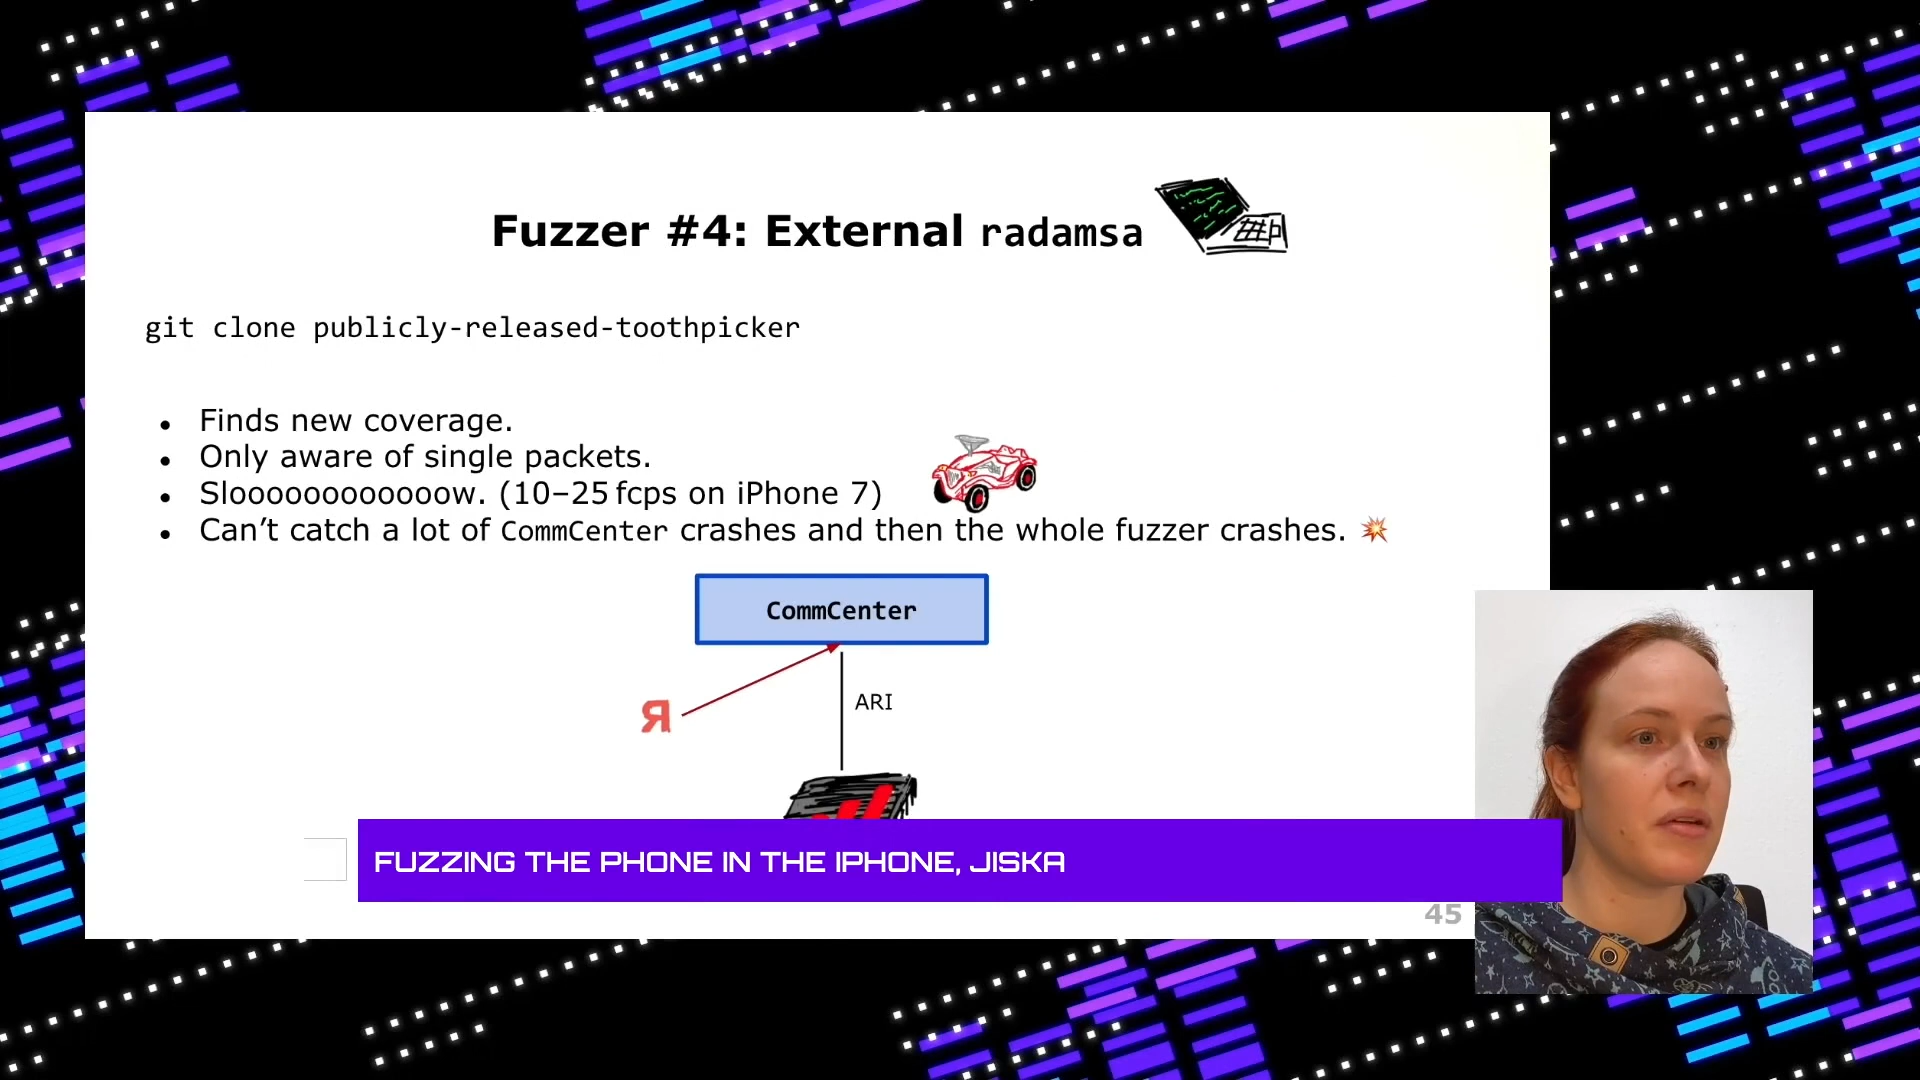 Fuzzer #4: External radamsa
git clone publicly-released-toothpicker
● Finds new coverage.
● Only aware of single packets.
● Slooooooooooow. (10–25 fcps on iPhone 7)
● Can’t catch a lot of CommCenter crashes and then the whole fuzzer crashes. 💥
CommCenter
ARI
Я
FUZZING THE PHONE IN THE IPHONE, JISKA
45